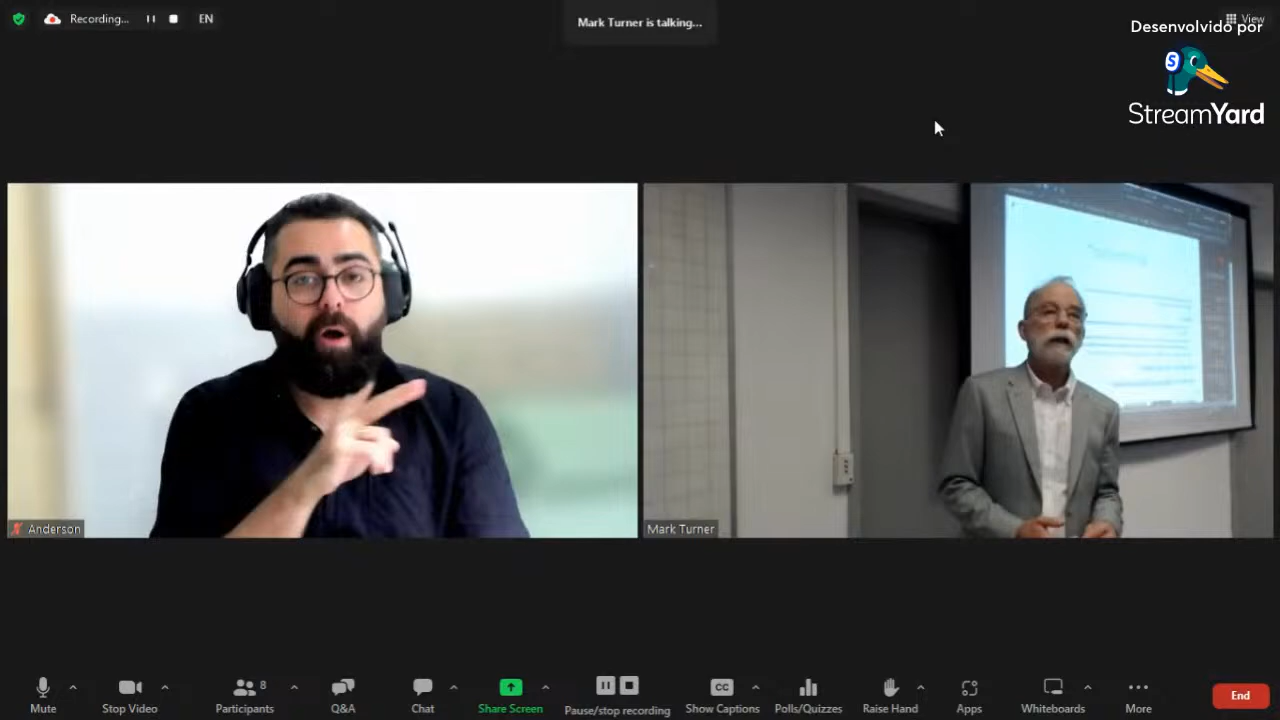 Recording...
EN
Mark Turner is talking...
View
Desenvolvido por
StreamYard
Anderson
Mark Turner
Mute
Stop Video
Participants
8
Q&A
Chat
Share Screen
Pause/stop recording
CC
Show Captions
Polls/Quizzes
Raise Hand
Apps
Whiteboards
More
End